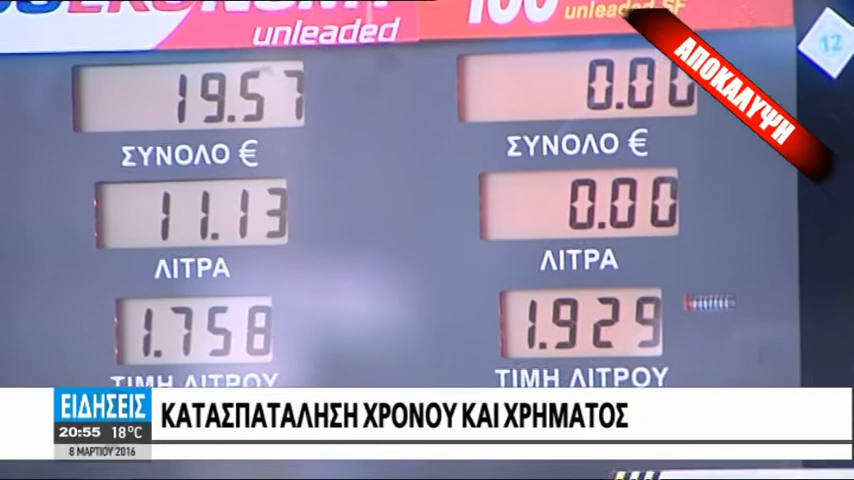 unleaded
100
unleaded
12
ΑΠΟΚΑΛΥΨΗ
19.57
0.00
ΣΥΝΟΛΟ €
ΣΥΝΟΛΟ €
11.13
0.00
ΛΙΤΡΑ
ΛΙΤΡΑ
1.758
1.929
ΤΙΜΗ ΛΙΤΡΟΥ
ΤΙΜΗ ΛΙΤΡΟΥ
ΕΙΔΗΣΕΙΣ
ΚΑΤΑΣΠΑΤΑΛΗΣΗ ΧΡΟΝΟΥ ΚΑΙ ΧΡΗΜΑΤΟΣ
20:55 18°C
8 ΜΑΡΤΙΟΥ 2016